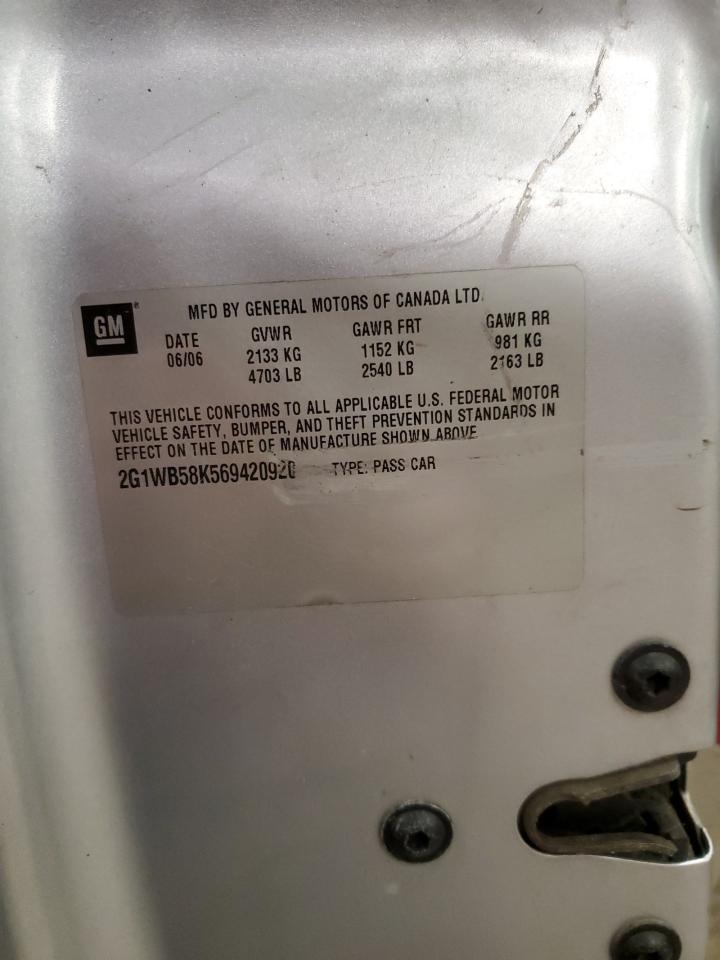 GM
MFD BY GENERAL MOTORS OF CANADA LTD.
DATE GVWR GAWR FRT GAWR RR
06/06 2133 KG 1152 KG 981 KG
4703 LB 2540 LB 2163 LB
THIS VEHICLE CONFORMS TO ALL APPLICABLE U.S. FEDERAL MOTOR
VEHICLE SAFETY, BUMPER, AND THEFT PREVENTION STANDARDS IN
EFFECT ON THE DATE OF MANUFACTURE SHOWN ABOVE
2G1WB58K569420920 TYPE: PASS CAR